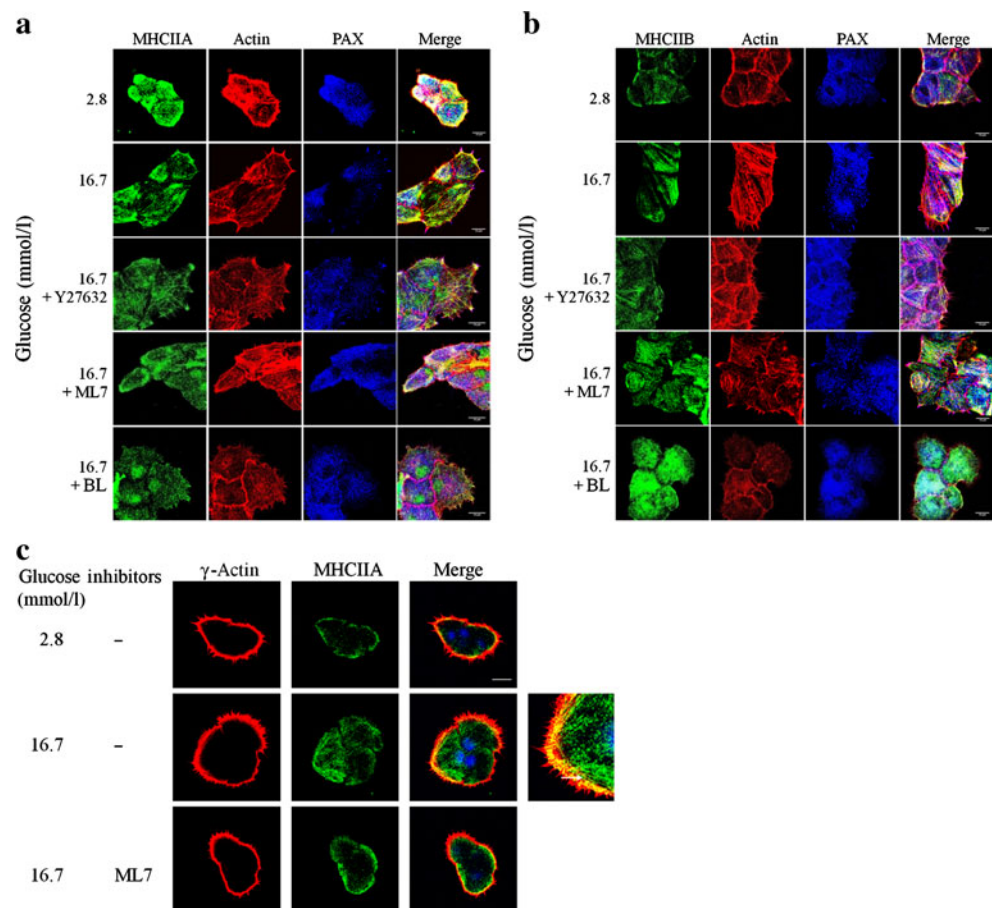 a
MHCIIA Actin PAX Merge
Glucose (mmol/l)
2.8
16.7
16.7
+ Y27632
16.7
+ ML7
16.7
+ BL
b
MHCIIB Actin PAX Merge
Glucose (mmol/l)
2.8
16.7
16.7
+ Y27632
16.7
+ ML7
16.7
+ BL
c
Glucose inhibitors
(mmol/l)
γ-Actin MHCIIA Merge
2.8 –
16.7 –
16.7 ML7